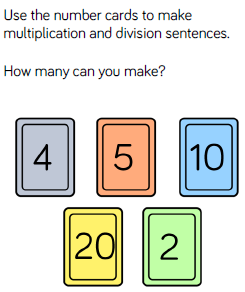 Use the number cards to make
multiplication and division sentences.
How many can you make?
4 5 10
20 2